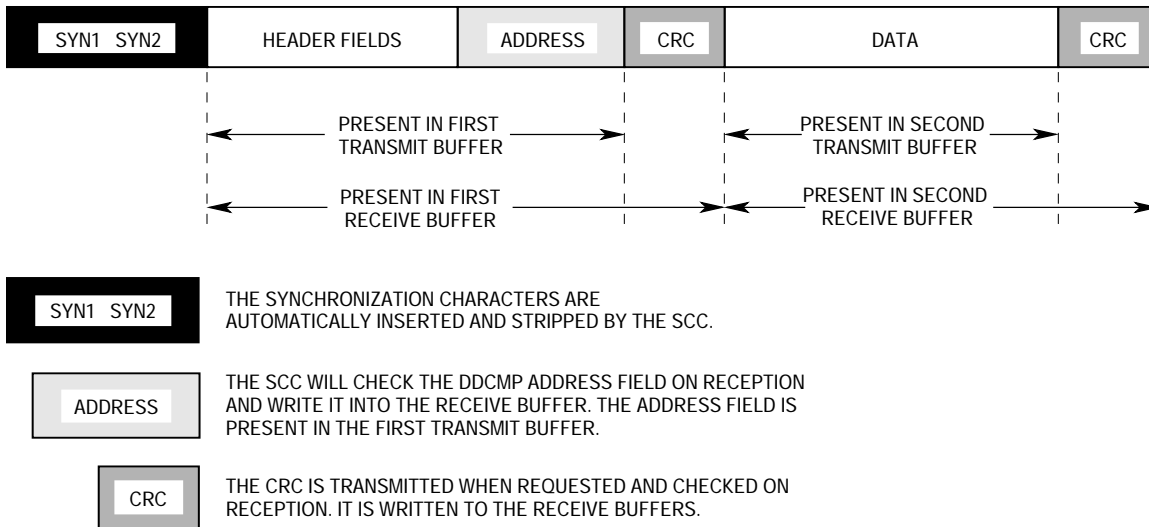 SYN1 SYN2 HEADER FIELDS ADDRESS CRC DATA CRC
PRESENT IN FIRST
TRANSMIT BUFFER
PRESENT IN SECOND
TRANSMIT BUFFER
PRESENT IN FIRST
RECEIVE BUFFER
PRESENT IN SECOND
RECEIVE BUFFER
SYN1 SYN2
THE SYNCHRONIZATION CHARACTERS ARE
AUTOMATICALLY INSERTED AND STRIPPED BY THE SCC.
ADDRESS
THE SCC WILL CHECK THE DDCMP ADDRESS FIELD ON RECEPTION
AND WRITE IT INTO THE RECEIVE BUFFER. THE ADDRESS FIELD IS
PRESENT IN THE FIRST TRANSMIT BUFFER.
CRC
THE CRC IS TRANSMITTED WHEN REQUESTED AND CHECKED ON
RECEPTION. IT IS WRITTEN TO THE RECEIVE BUFFERS.